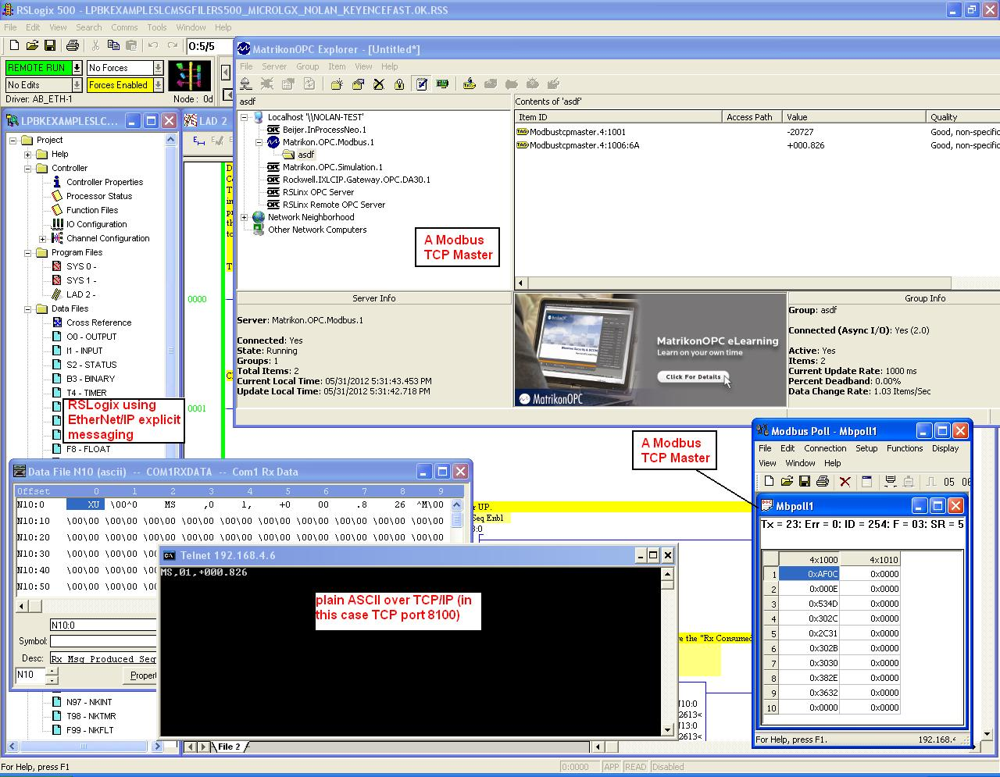 RSLogix 500 - LPBKEXAMPLESLCMSGFILERS500_MICROLGX_NOLAN_KEYENCEFAST.0K.RSS
File Edit View Search Comms Tools Window Help
O:5/5
REMOTE RUN No Forces
No Edits Forces Enabled
Driver: AB_ETH-1 Node : 0d
LPBKEXAMPLESLC...
Project
Help
Controller
Controller Properties
Processor Status
Function Files
IO Configuration
Channel Configuration
Program Files
SYS 0 -
SYS 1 -
LAD 2 -
Data Files
Cross Reference
O0 - OUTPUT
I1 - INPUT
S2 - STATUS
B3 - BINARY
T4 - TIMER
RSLogix using
EtherNet/IP explicit
messaging
F8 - FLOAT
N97 - NKINT
T98 - NKTMR
F99 - NKFLT
LAD 2
0000
0001
MatrikonOPC Explorer - [Untitled*]
File Server Group Item View Help
asdf
Localhost '\\NOLAN-TEST'
Beijer.InProcessNeo.1
Matrikon.OPC.Modbus.1
asdf
Matrikon.OPC.Simulation.1
Rockwell.IXLCIP.Gateway.OPC.DA30.1
RSLinx OPC Server
RSLinx Remote OPC Server
Network Neighborhood
Other Network Computers
A Modbus
TCP Master
Contents of 'asdf'
Item ID Access Path Value Quality
Modbustcpmaster.4:1001 -20727 Good, non-specific
Modbustcpmaster.4:1006:6A +000.826 Good, non-specific
Server Info
Server: Matrikon.OPC.Modbus.1
Connected: Yes
State: Running
Groups: 1
Total Items: 2
Current Local Time: 05/31/2012 5:31:43.453 PM
Update Local Time: 05/31/2012 5:31:42.718 PM
MatrikonOPC eLearning
Learn on your own time
Click For Details
MatrikonOPC
Group Info
Group: asdf
Connected (Async I/O): Yes (2.0)
Active: Yes
Items: 2
Current Update Rate: 1000 ms
Percent Deadband: 0.00%
Data Change Rate: 1.03 Items/Sec
A Modbus
TCP Master
Modbus Poll - Mbpoll1
File Edit Connection Setup Functions Display
View Window Help
05 06
Mbpoll1
Tx = 23: Err = 0: ID = 254: F = 03: SR = 5
4x1000 4x1010
1 0xAF0C 0x0000
2 0x000E 0x0000
3 0x534D 0x0000
4 0x302C 0x0000
5 0x2C31 0x0000
6 0x302B 0x0000
7 0x3030 0x0000
8 0x382E 0x0000
9 0x3632 0x0000
10 0x0000 0x0000
For Help, press F1. 192.168.4
Data File N10 (ascii) -- COM1RXDATA -- Com1 Rx Data
Offset 0 1 2 3 4 5 6 7 8 9
N10:0 XU \00^0 MS ,0 1, +0 00 .8 26 ^M\00
N10:10 \00\00 \00\00 \00\00 \00\00 \00\00 \00\00 \00\00 \00\00 \00\00 \00\00
N10:20 \00\00 \00\00 \00\00 \00\00 \00\00 \00\00 \00\00 \00\00 \00\00 \00\00
N10:30 \00\00
N10:40 \00\00
N10:50 \00\00
N10:0
Symbol:
Desc: Rx Msg Produced Seq
N10 Propert
r UP.
Seq Enbl
3:0
Telnet 192.168.4.6
MS,01,+000.826
plain ASCII over TCP/IP (in
this case TCP port 8100)
e the "Rx Consumed
N10:0
2613<
N13:0
2613<
File 2
For Help, press F1 0:0000 APP READ Disabled